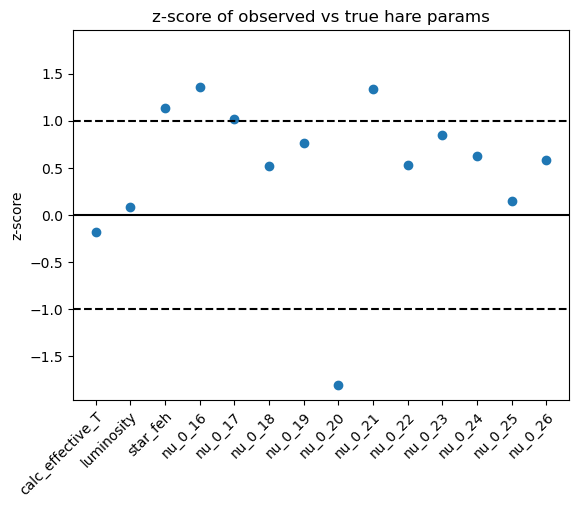 z-score of observed vs true hare params
z-score
1.5
1.0
0.5
0.0
−0.5
−1.0
−1.5
calc_effective_T
luminosity
star_feh
nu_0_16
nu_0_17
nu_0_18
nu_0_19
nu_0_20
nu_0_21
nu_0_22
nu_0_23
nu_0_24
nu_0_25
nu_0_26